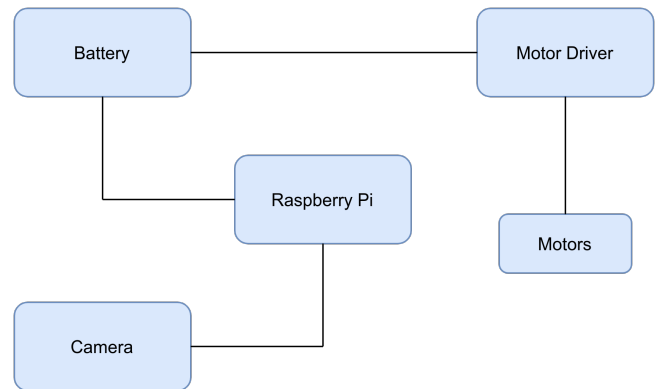 Battery
Motor Driver
Raspberry Pi
Motors
Camera